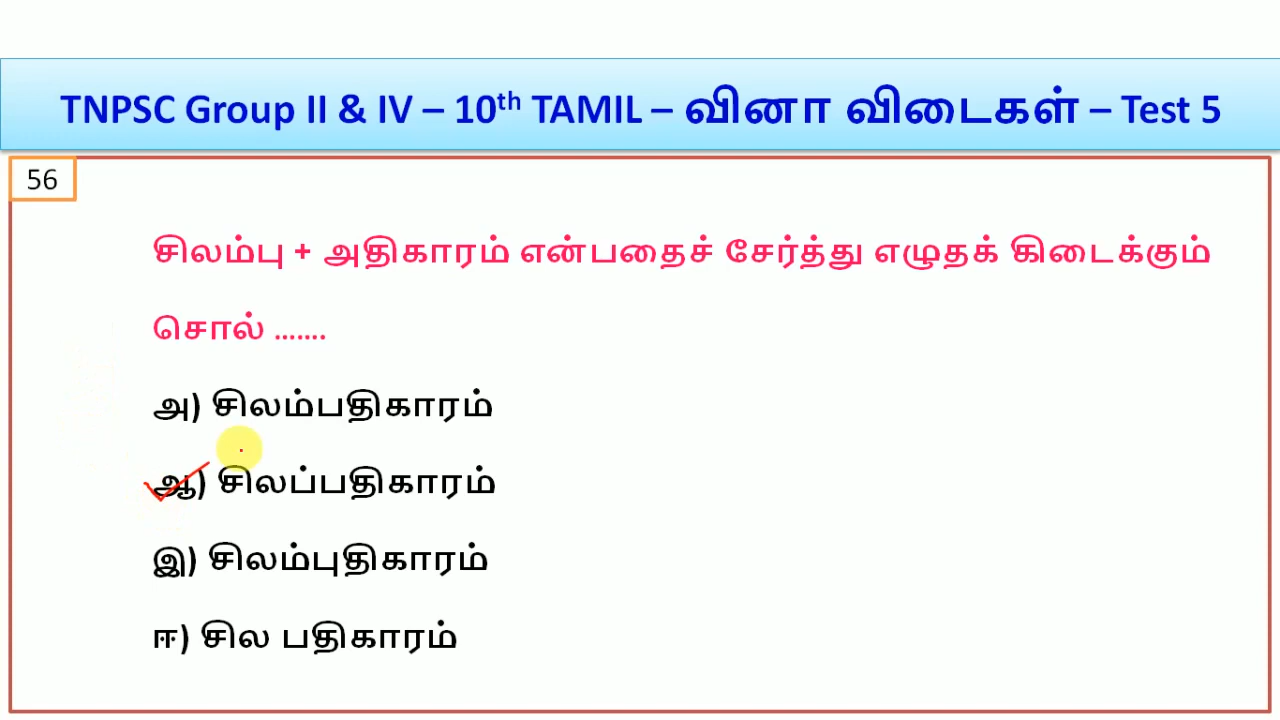 TNPSC Group II & IV – 10th TAMIL – வினா விடைகள் – Test 5
56
சிலம்பு + அதிகாரம் என்பதைச் சேர்த்து எழுதக் கிடைக்கும்
சொல் .......
அ) சிலம்பதிகாரம்
ஆ) சிலப்பதிகாரம்
இ) சிலம்புதிகாரம்
ஈ) சில பதிகாரம்